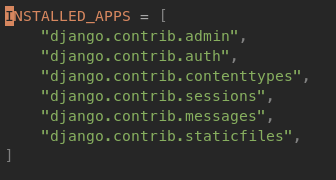 INSTALLED_APPS = [
    "django.contrib.admin",
    "django.contrib.auth",
    "django.contrib.contenttypes",
    "django.contrib.sessions",
    "django.contrib.messages",
    "django.contrib.staticfiles",
]